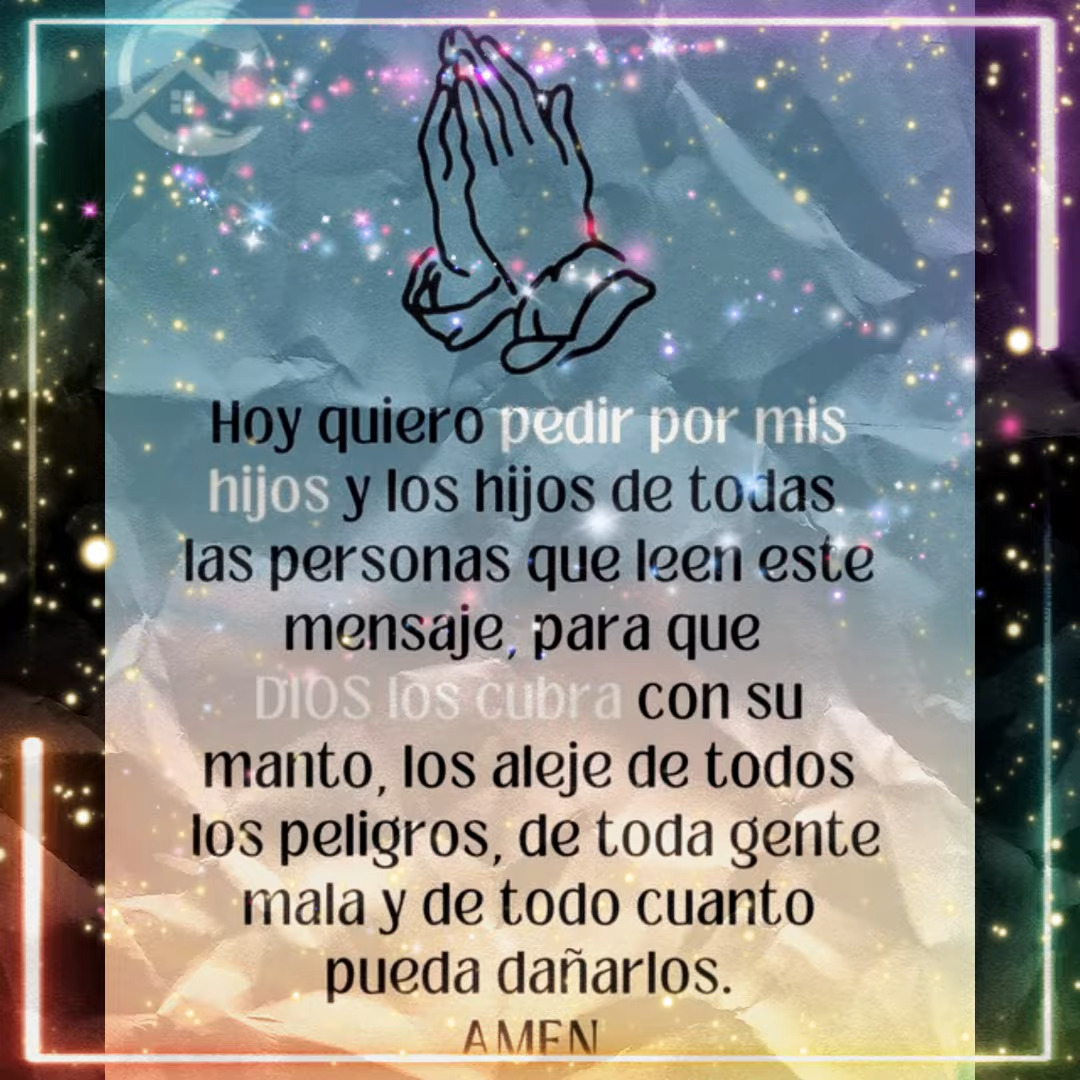 Hoy quiero pedir por mis
hijos y los hijos de todas
las personas que leen este
mensaje, para que
DIOS los cubra con su
manto, los aleje de todos
los peligros, de toda gente
mala y de todo cuanto
pueda dañarlos.
AMEN